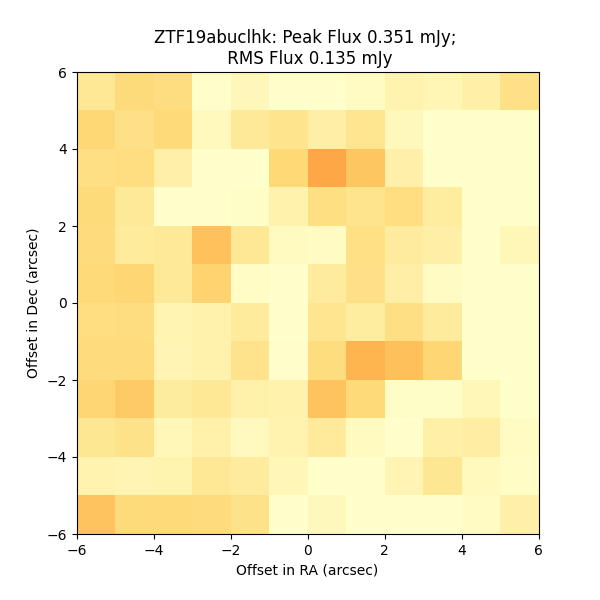 ZTF19abuclhk: Peak Flux 0.351 mJy;
RMS Flux 0.135 mJy
6
4
2
0
−2
−4
−6
Offset in Dec (arcsec)
−6 −4 −2 0 2 4 6
Offset in RA (arcsec)